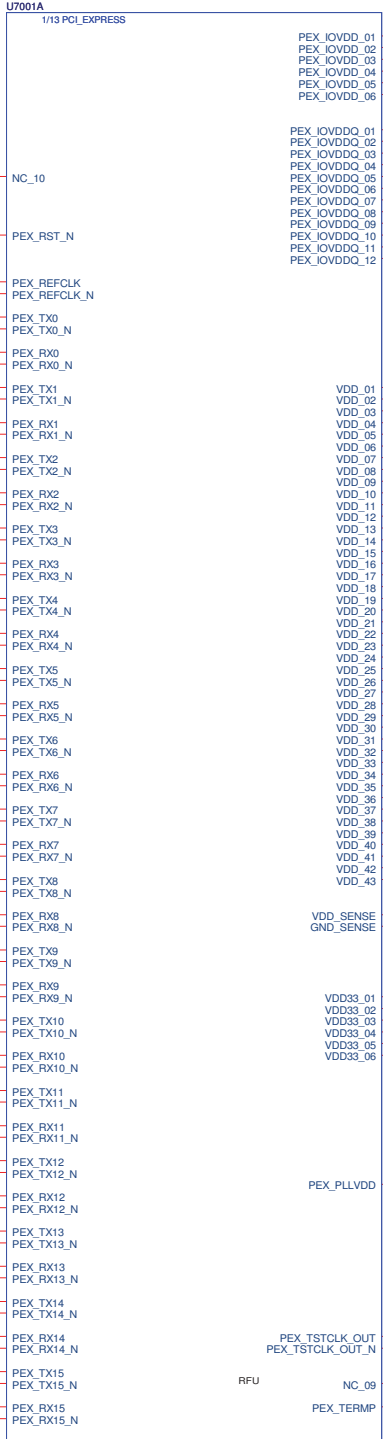 U7001A
1/13 PCI_EXPRESS
PEX_IOVDD_01
PEX_IOVDD_02
PEX_IOVDD_03
PEX_IOVDD_04
PEX_IOVDD_05
PEX_IOVDD_06
PEX_IOVDDQ_01
PEX_IOVDDQ_02
PEX_IOVDDQ_03
PEX_IOVDDQ_04
PEX_IOVDDQ_05
PEX_IOVDDQ_06
PEX_IOVDDQ_07
PEX_IOVDDQ_08
PEX_IOVDDQ_09
PEX_IOVDDQ_10
PEX_IOVDDQ_11
PEX_IOVDDQ_12
NC_10
PEX_RST_N
PEX_REFCLK
PEX_REFCLK_N
PEX_TX0
PEX_TX0_N
PEX_RX0
PEX_RX0_N
PEX_TX1
PEX_TX1_N
PEX_RX1
PEX_RX1_N
PEX_TX2
PEX_TX2_N
PEX_RX2
PEX_RX2_N
PEX_TX3
PEX_TX3_N
PEX_RX3
PEX_RX3_N
PEX_TX4
PEX_TX4_N
PEX_RX4
PEX_RX4_N
PEX_TX5
PEX_TX5_N
PEX_RX5
PEX_RX5_N
PEX_TX6
PEX_TX6_N
PEX_RX6
PEX_RX6_N
PEX_TX7
PEX_TX7_N
PEX_RX7
PEX_RX7_N
PEX_TX8
PEX_TX8_N
PEX_RX8
PEX_RX8_N
PEX_TX9
PEX_TX9_N
PEX_RX9
PEX_RX9_N
PEX_TX10
PEX_TX10_N
PEX_RX10
PEX_RX10_N
PEX_TX11
PEX_TX11_N
PEX_RX11
PEX_RX11_N
PEX_TX12
PEX_TX12_N
PEX_RX12
PEX_RX12_N
PEX_TX13
PEX_TX13_N
PEX_RX13
PEX_RX13_N
PEX_TX14
PEX_TX14_N
PEX_RX14
PEX_RX14_N
PEX_TX15
PEX_TX15_N
PEX_RX15
PEX_RX15_N
VDD_01
VDD_02
VDD_03
VDD_04
VDD_05
VDD_06
VDD_07
VDD_08
VDD_09
VDD_10
VDD_11
VDD_12
VDD_13
VDD_14
VDD_15
VDD_16
VDD_17
VDD_18
VDD_19
VDD_20
VDD_21
VDD_22
VDD_23
VDD_24
VDD_25
VDD_26
VDD_27
VDD_28
VDD_29
VDD_30
VDD_31
VDD_32
VDD_33
VDD_34
VDD_35
VDD_36
VDD_37
VDD_38
VDD_39
VDD_40
VDD_41
VDD_42
VDD_43
VDD_SENSE
GND_SENSE
VDD33_01
VDD33_02
VDD33_03
VDD33_04
VDD33_05
VDD33_06
PEX_PLLVDD
PEX_TSTCLK_OUT
PEX_TSTCLK_OUT_N
RFU
NC_09
PEX_TERMP